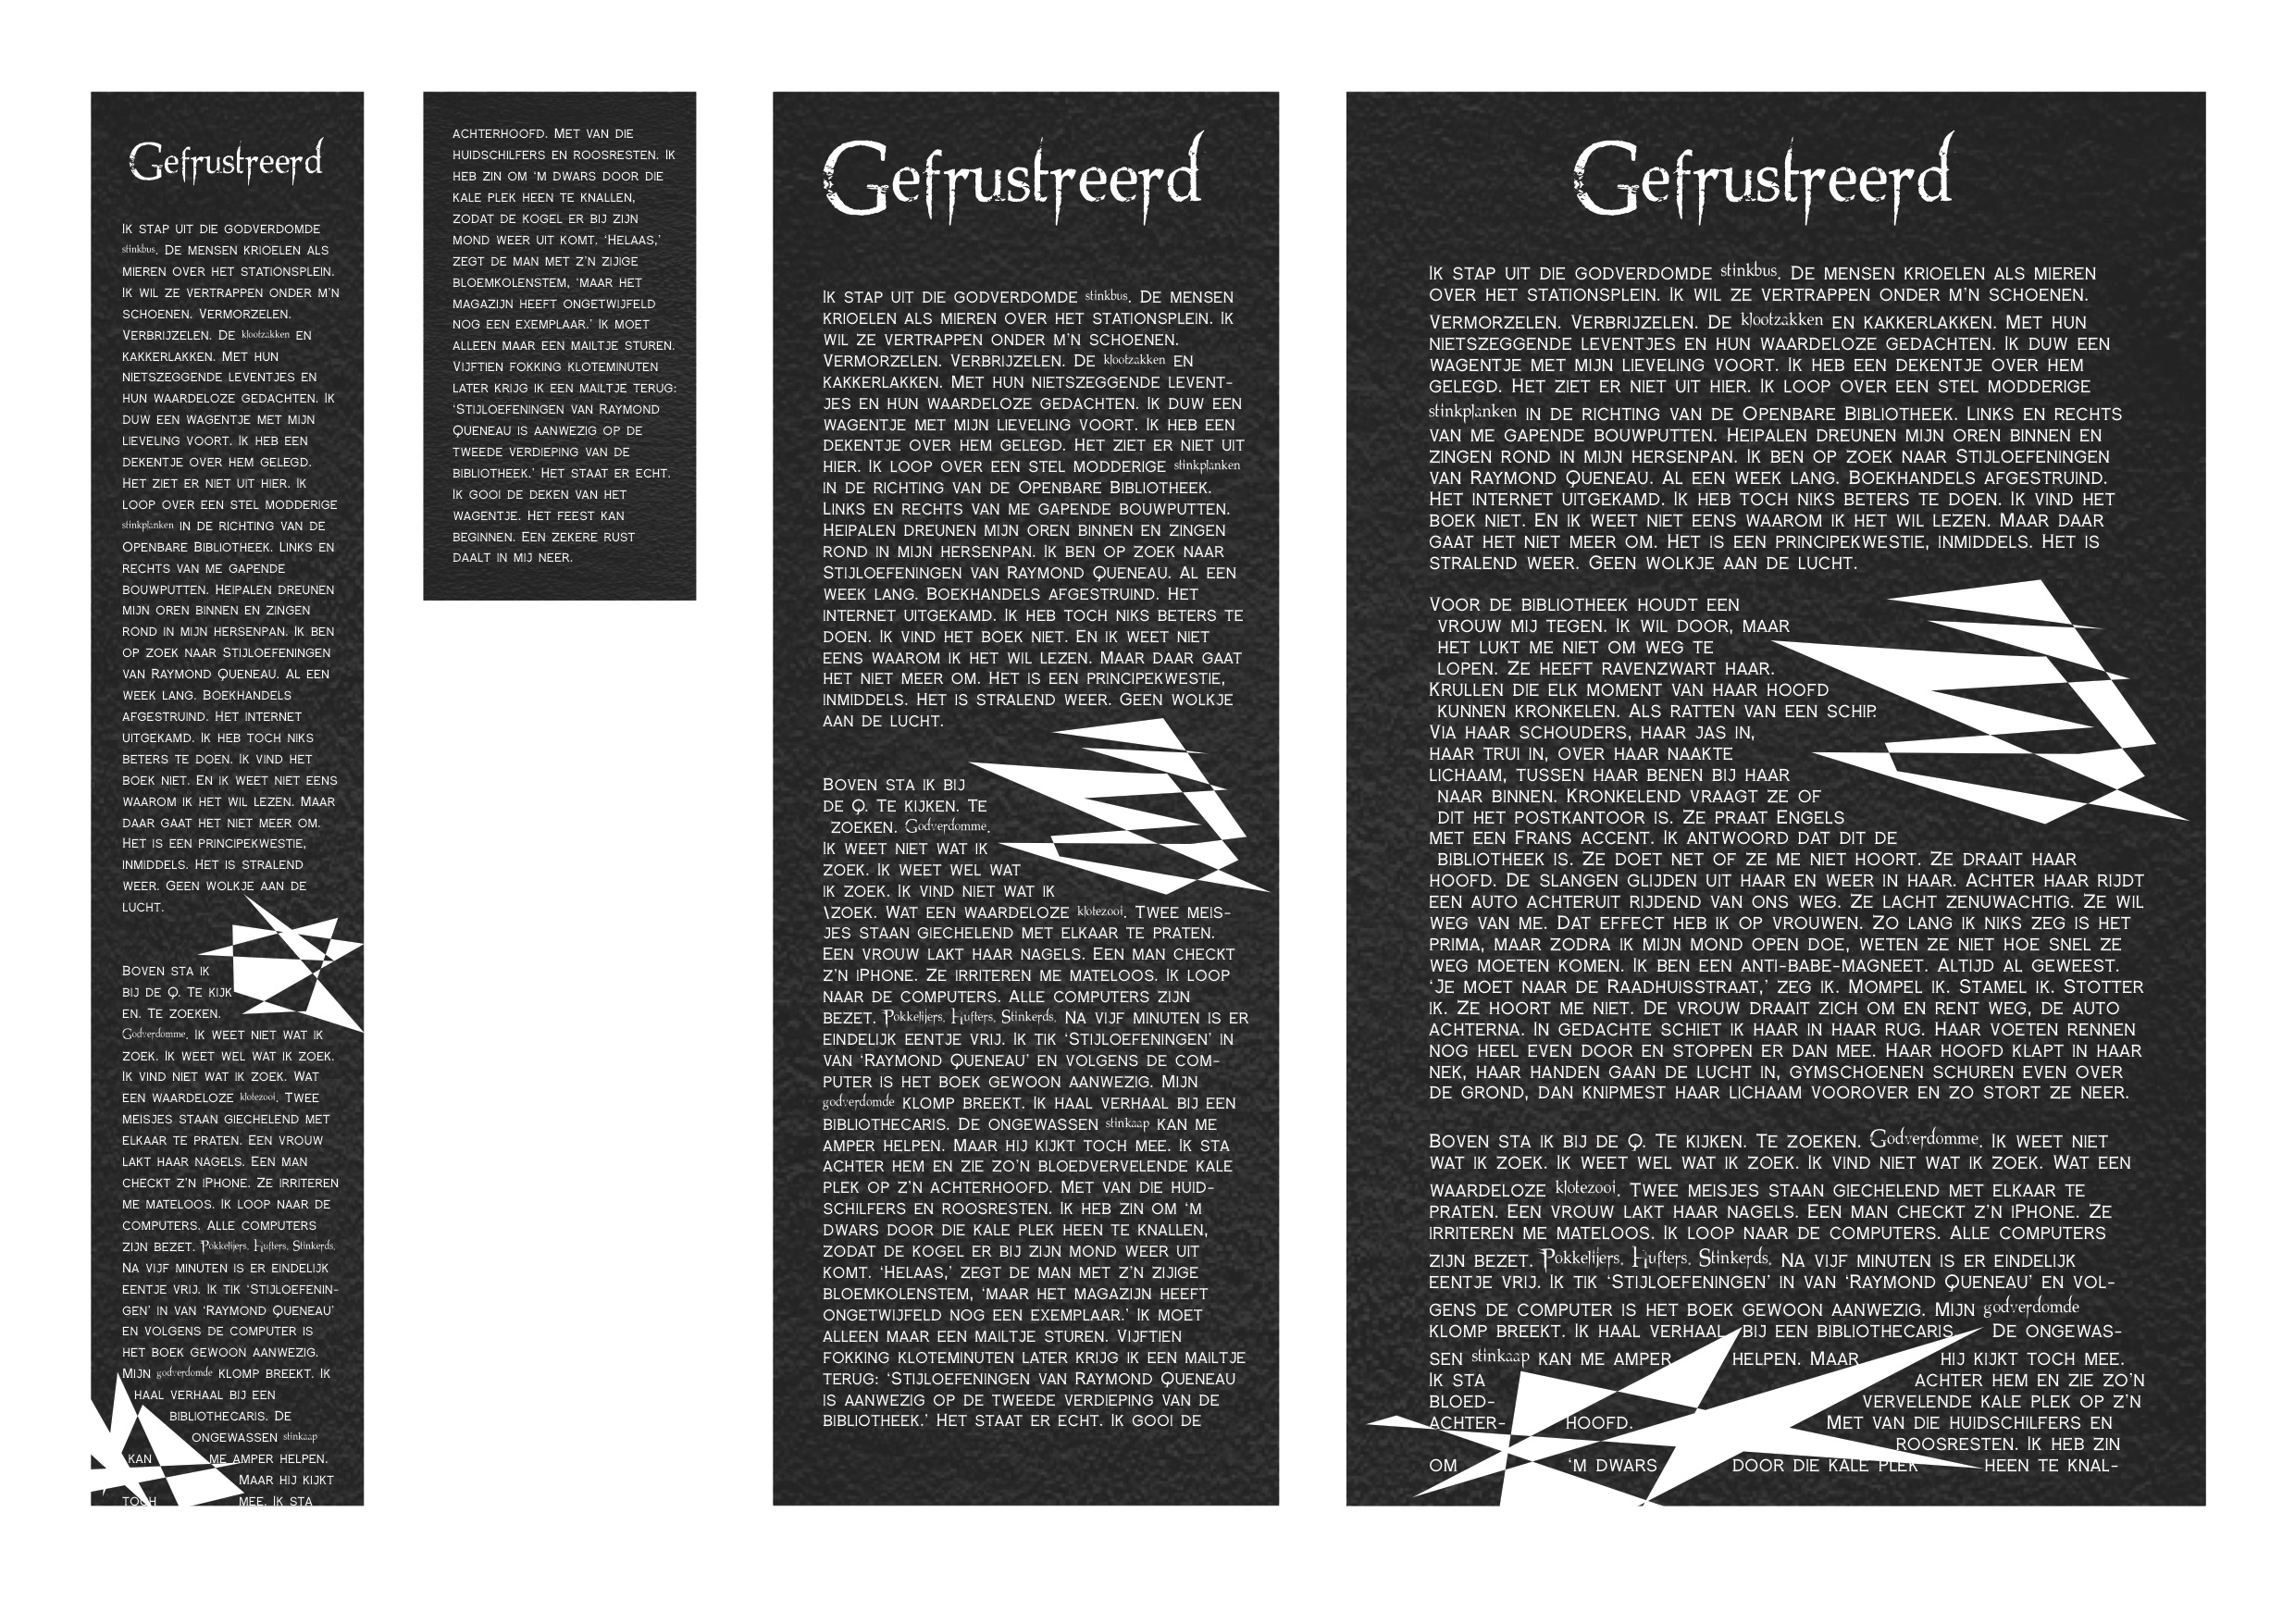 Gefrustreerd
Ik stap uit die godverdomde
stinkbus. De mensen krioelen als
mieren over het stationsplein.
Ik wil ze vertrappen onder m'n
schoenen. Vermorzelen.
Verbrijzelen. De klootzakken en
kakkerlakken. Met hun
nietszeggende leventjes en
hun waardeloze gedachten. Ik
duw een wagentje met mijn
lieveling voort. Ik heb een
dekentje over hem gelegd.
Het ziet er niet uit hier. Ik
loop over een stel modderige
stinkplanken in de richting van de
Openbare Bibliotheek. Links en
rechts van me gapende
bouwputten. Heipalen dreunen
mijn oren binnen en zingen
rond in mijn hersenpan. Ik ben
op zoek naar Stijloefeningen
van Raymond Queneau. Al een
week lang. Boekhandels
afgestruind. Het internet
uitgekamd. Ik heb toch niks
beters te doen. Ik vind het
boek niet. En ik weet niet eens
waarom ik het wil lezen. Maar
daar gaat het niet meer om.
Het is een principekwestie,
inmiddels. Het is stralend
weer. Geen wolkje aan de
lucht.
Boven sta ik
bij de Q. Te kijk
en. Te zoeken.
Godverdomme. Ik weet niet wat ik
zoek. Ik weet wel wat ik zoek.
Ik vind niet wat ik zoek. Wat
een waardeloze klotezooi. Twee
meisjes staan giechelend met
elkaar te praten. Een vrouw
lakt haar nagels. Een man
checkt z'n iPhone. Ze irriteren
me mateloos. Ik loop naar de
computers. Alle computers
zijn bezet. Pokkelijers. Hufters. Stinkerds.
Na vijf minuten is er eindelijk
eentje vrij. Ik tik 'Stijloefenin-
gen' in van 'Raymond Queneau'
en volgens de computer is
het boek gewoon aanwezig.
Mijn godverdomde klomp breekt. Ik
haal verhaal bij een
bibliothecaris. De
ongewassen stinkaap
kan me amper helpen.
Maar hij kijkt
toch mee. Ik sta
achterhoofd. Met van die
huidschilfers en roosresten. Ik
heb zin om 'm dwars door die
kale plek heen te knallen,
zodat de kogel er bij zijn
mond weer uit komt. 'Helaas,'
zegt de man met z'n zijige
bloemkolenstem, 'maar het
magazijn heeft ongetwijfeld
nog een exemplaar.' Ik moet
alleen maar een mailtje sturen.
Vijftien fokking kloteminuten
later krijg ik een mailtje terug:
'Stijloefeningen van Raymond
Queneau is aanwezig op de
tweede verdieping van de
bibliotheek.' Het staat er echt.
Ik gooi de deken van het
wagentje. Het feest kan
beginnen. Een zekere rust
daalt in mij neer.
Gefrustreerd
Ik stap uit die godverdomde stinkbus. De mensen
krioelen als mieren over het stationsplein. Ik
wil ze vertrappen onder m'n schoenen.
Vermorzelen. Verbrijzelen. De klootzakken en
kakkerlakken. Met hun nietszeggende levent-
jes en hun waardeloze gedachten. Ik duw een
wagentje met mijn lieveling voort. Ik heb een
dekentje over hem gelegd. Het ziet er niet uit
hier. Ik loop over een stel modderige stinkplanken
in de richting van de Openbare Bibliotheek.
Links en rechts van me gapende bouwputten.
Heipalen dreunen mijn oren binnen en zingen
rond in mijn hersenpan. Ik ben op zoek naar
Stijloefeningen van Raymond Queneau. Al een
week lang. Boekhandels afgestruind. Het
internet uitgekamd. Ik heb toch niks beters te
doen. Ik vind het boek niet. En ik weet niet
eens waarom ik het wil lezen. Maar daar gaat
het niet meer om. Het is een principekwestie,
inmiddels. Het is stralend weer. Geen wolkje
aan de lucht.
Boven sta ik bij
de Q. Te kijken. Te
zoeken. Godverdomme.
Ik weet niet wat ik
zoek. Ik weet wel wat
ik zoek. Ik vind niet wat ik
\zoek. Wat een waardeloze klotezooi. Twee meis-
jes staan giechelend met elkaar te praten.
Een vrouw lakt haar nagels. Een man checkt
z'n iPhone. Ze irriteren me mateloos. Ik loop
naar de computers. Alle computers zijn
bezet. Pokkelijers. Hufters. Stinkerds. Na vijf minuten is er
eindelijk eentje vrij. Ik tik 'Stijloefeningen' in
van 'Raymond Queneau' en volgens de com-
puter is het boek gewoon aanwezig. Mijn
godverdomde klomp breekt. Ik haal verhaal bij een
bibliothecaris. De ongewassen stinkaap kan me
amper helpen. Maar hij kijkt toch mee. Ik sta
achter hem en zie zo'n bloedvervelende kale
plek op z'n achterhoofd. Met van die huid-
schilfers en roosresten. Ik heb zin om 'm
dwars door die kale plek heen te knallen,
zodat de kogel er bij zijn mond weer uit
komt. 'Helaas,' zegt de man met z'n zijige
bloemkolenstem, 'maar het magazijn heeft
ongetwijfeld nog een exemplaar.' Ik moet
alleen maar een mailtje sturen. Vijftien
fokking kloteminuten later krijg ik een mailtje
terug: 'Stijloefeningen van Raymond Queneau
is aanwezig op de tweede verdieping van de
bibliotheek.' Het staat er echt. Ik gooi de
Gefrustreerd
Ik stap uit die godverdomde stinkbus. De mensen krioelen als mieren
over het stationsplein. Ik wil ze vertrappen onder m'n schoenen.
Vermorzelen. Verbrijzelen. De klootzakken en kakkerlakken. Met hun
nietszeggende leventjes en hun waardeloze gedachten. Ik duw een
wagentje met mijn lieveling voort. Ik heb een dekentje over hem
gelegd. Het ziet er niet uit hier. Ik loop over een stel modderige
stinkplanken in de richting van de Openbare Bibliotheek. Links en rechts
van me gapende bouwputten. Heipalen dreunen mijn oren binnen en
zingen rond in mijn hersenpan. Ik ben op zoek naar Stijloefeningen
van Raymond Queneau. Al een week lang. Boekhandels afgestruind.
Het internet uitgekamd. Ik heb toch niks beters te doen. Ik vind het
boek niet. En ik weet niet eens waarom ik het wil lezen. Maar daar
gaat het niet meer om. Het is een principekwestie, inmiddels. Het is
stralend weer. Geen wolkje aan de lucht.
Voor de bibliotheek houdt een
vrouw mij tegen. Ik wil door, maar
het lukt me niet om weg te
lopen. Ze heeft ravenzwart haar.
Krullen die elk moment van haar hoofd
kunnen kronkelen. Als ratten van een schip.
Via haar schouders, haar jas in,
haar trui in, over haar naakte
lichaam, tussen haar benen bij haar
naar binnen. Kronkelend vraagt ze of
dit het postkantoor is. Ze praat Engels
met een Frans accent. Ik antwoord dat dit de
bibliotheek is. Ze doet net of ze me niet hoort. Ze draait haar
hoofd. De slangen glijden uit haar en weer in haar. Achter haar rijdt
een auto achteruit rijdend van ons weg. Ze lacht zenuwachtig. Ze wil
weg van me. Dat effect heb ik op vrouwen. Zo lang ik niks zeg is het
prima, maar zodra ik mijn mond open doe, weten ze niet hoe snel ze
weg moeten komen. Ik ben een anti-babe-magneet. Altijd al geweest.
'Je moet naar de Raadhuisstraat,' zeg ik. Mompel ik. Stamel ik. Stotter
ik. Ze hoort me niet. De vrouw draait zich om en rent weg, de auto
achterna. In gedachte schiet ik haar in haar rug. Haar voeten rennen
nog heel even door en stoppen er dan mee. Haar hoofd klapt in haar
nek, haar handen gaan de lucht in, gymschoenen schuren even over
de grond, dan knipmest haar lichaam voorover en zo stort ze neer.
Boven sta ik bij de Q. Te kijken. Te zoeken. Godverdomme. Ik weet niet
wat ik zoek. Ik weet wel wat ik zoek. Ik vind niet wat ik zoek. Wat een
waardeloze klotezooi. Twee meisjes staan giechelend met elkaar te
praten. Een vrouw lakt haar nagels. Een man checkt z'n iPhone. Ze
irriteren me mateloos. Ik loop naar de computers. Alle computers
zijn bezet. Pokkelijers. Hufters. Stinkerds. Na vijf minuten is er eindelijk
eentje vrij. Ik tik 'Stijloefeningen' in van 'Raymond Queneau' en vol-
gens de computer is het boek gewoon aanwezig. Mijn godverdomde
klomp breekt. Ik haal verhaal bij een bibliothecaris. De ongewas-
sen stinkaap kan me amper helpen. Maar hij kijkt toch mee.
Ik sta achter hem en zie zo'n
bloed- vervelende kale plek op z'n
achter- hoofd. Met van die huidschilfers en
roosresten. Ik heb zin
om 'm dwars door die kale plek heen te knal-